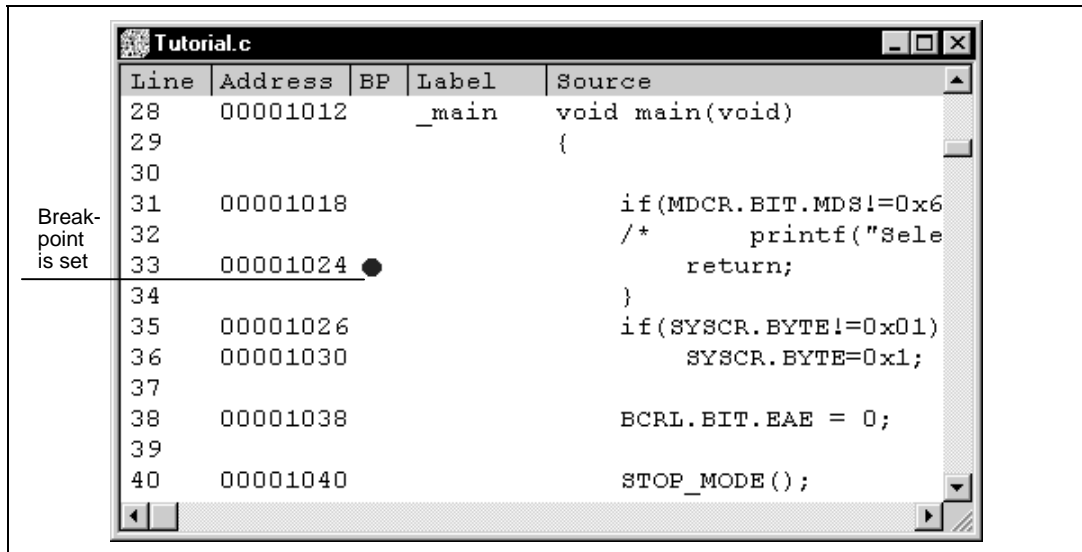 Tutorial.c
Line Address BP Label Source
28 00001012 _main void main(void)
29 {
30
31 00001018 if(MDCR.BIT.MDS!=0x6
32 /* printf("Sele
33 00001024 return;
34 }
35 00001026 if(SYSCR.BYTE!=0x01)
36 00001030 SYSCR.BYTE=0x1;
37
38 00001038 BCRL.BIT.EAE = 0;
39
40 00001040 STOP_MODE();
Break-
point
is set